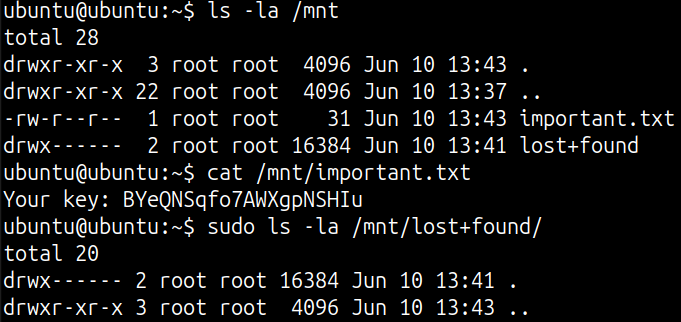 ubuntu@ubuntu:~$ ls -la /mnt
total 28
drwxr-xr-x  3 root root  4096 Jun 10 13:43 .
drwxr-xr-x 22 root root  4096 Jun 10 13:37 ..
-rw-r--r--  1 root root    31 Jun 10 13:43 important.txt
drwx------  2 root root 16384 Jun 10 13:41 lost+found
ubuntu@ubuntu:~$ cat /mnt/important.txt
Your key: BYeQNSqfo7AWXgpNSHIu
ubuntu@ubuntu:~$ sudo ls -la /mnt/lost+found/
total 20
drwx------ 2 root root 16384 Jun 10 13:41 .
drwxr-xr-x 3 root root  4096 Jun 10 13:43 ..